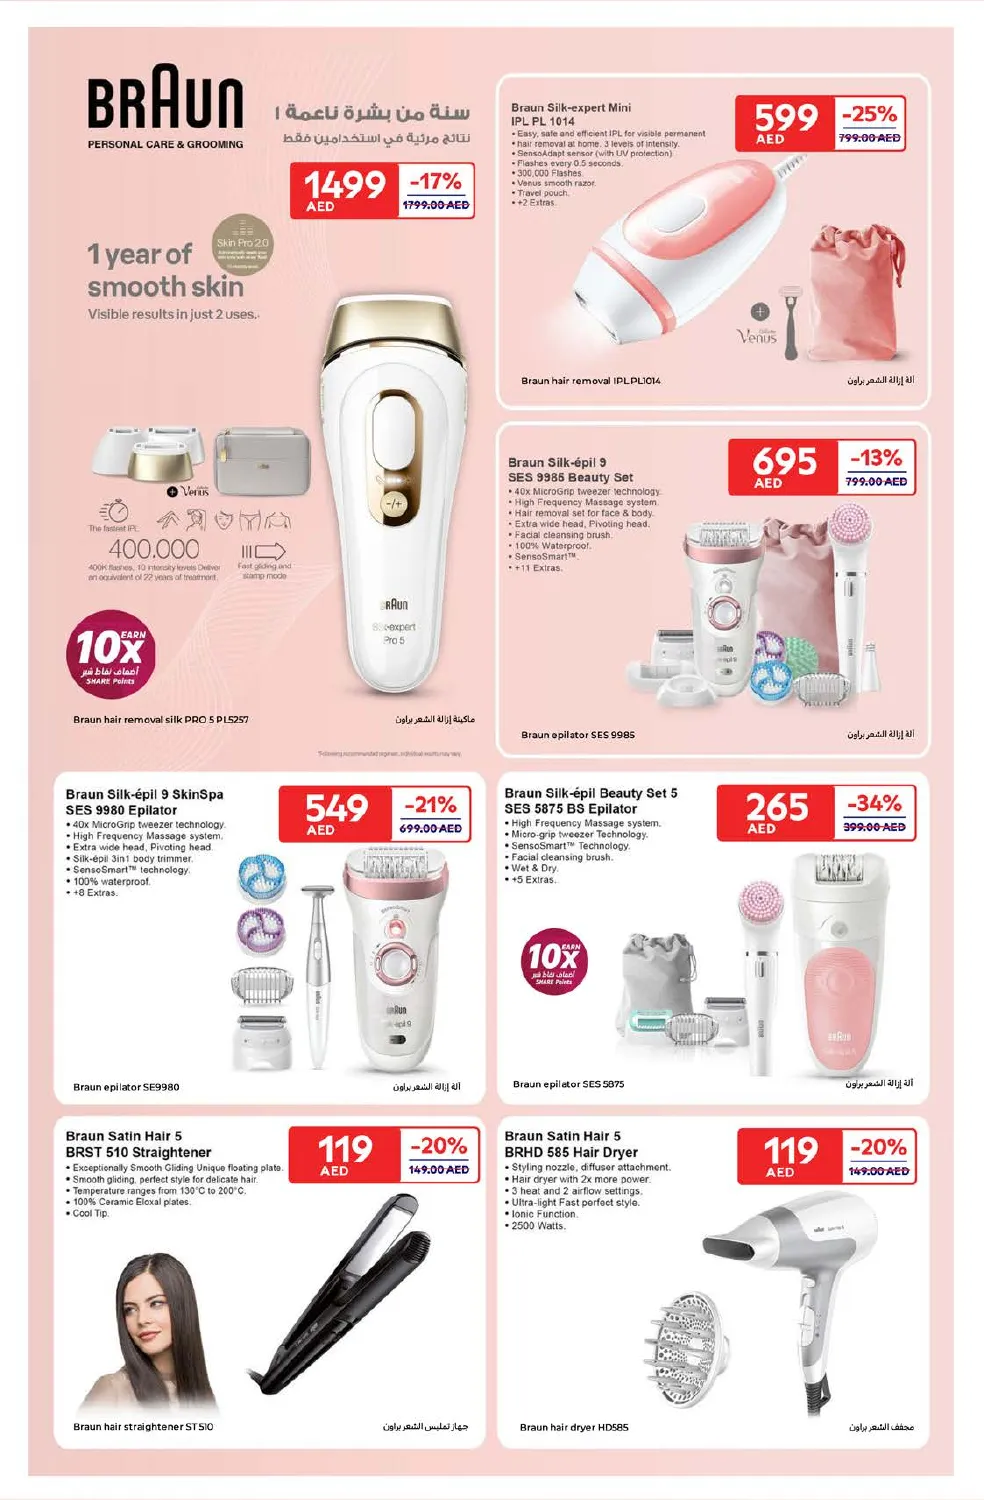 BRAUN
PERSONAL CARE & GROOMING
سنة من بشرة ناعمة !
نتائج مرئية في استخدامين فقط
1499
AED
-17%
1799.00 AED
1 year of
smooth skin
Visible results in just 2 uses.
Skin Pro 2.0
+ Venus
The fastest IPL
400.000
400K flashes, 10 intensity levels Deliver
an equivalent of 22 years of treatment.
Fast gliding and
stamp mode
BRAUN
Silk-expert
Pro 5
EARN
10x
أضعاف نقاط شير
SHARE Points
Braun hair removal silk PRO 5 PL5257
ماكينة إزالة الشعر براون
*Following recommended regimen, individual results may vary.
Braun Silk-expert Mini
IPL PL 1014
• Easy, safe and efficient IPL for visible permanent
• hair removal at home. 3 levels of intensity.
• SensoAdapt sensor (with UV protection)
• Flashes every 0.5 seconds.
• 300,000 Flashes.
• Venus smooth razor.
• Travel pouch.
• +2 Extras.
599
AED
-25%
799.00 AED
+
Gillette
Venus
Braun hair removal IPLPL1014
آلة إزالة الشعر براون
Braun Silk-épil 9
SES 9985 Beauty Set
• 40x MicroGrip tweezer technology.
• High Frequency Massage system.
• Hair removal set for face & body.
• Extra wide head, Pivoting head.
• Facial cleansing brush.
• 100% Waterproof.
• SensoSmart™.
• +11 Extras.
695
AED
-13%
799.00 AED
Braun epilator SES 9985
آلة إزالة الشعر براون
Braun Silk-épil 9 SkinSpa
SES 9980 Epilator
• 40x MicroGrip tweezer technology.
• High Frequency Massage system.
• Extra wide head, Pivoting head.
• Silk-épil 3in1 body trimmer.
• SensoSmart™ technology.
• 100% waterproof.
• +8 Extras.
549
AED
-21%
699.00 AED
BRAUN
Braun epilator SE9980
آلة إزالة الشعر براون
Braun Silk-épil Beauty Set 5
SES 5875 BS Epilator
• High Frequency Massage system.
• Micro-grip tweezer Technology.
• SensoSmart™ Technology.
• Facial cleansing brush.
• Wet & Dry.
• +5 Extras.
265
AED
-34%
399.00 AED
EARN
10x
أضعاف نقاط شير
SHARE Points
BRAUN
Braun epilator SES 5875
آلة إزالة الشعر براون
Braun Satin Hair 5
BRST 510 Straightener
• Exceptionally Smooth Gliding Unique floating plate.
• Smooth gliding, perfect style for delicate hair.
• Temperature ranges from 130°C to 200°C.
• 100% Ceramic Eloxal plates.
• Cool Tip.
119
AED
-20%
149.00 AED
Braun hair straightener ST510
جهاز تمليس الشعر براون
Braun Satin Hair 5
BRHD 585 Hair Dryer
• Styling nozzle, diffuser attachment.
• Hair dryer with 2x more power.
• 3 heat and 2 airflow settings.
• Ultra-light Fast perfect style.
• Ionic Function.
• 2500 Watts.
119
AED
-20%
149.00 AED
Braun hair dryer HD585
مجفف الشعر براون